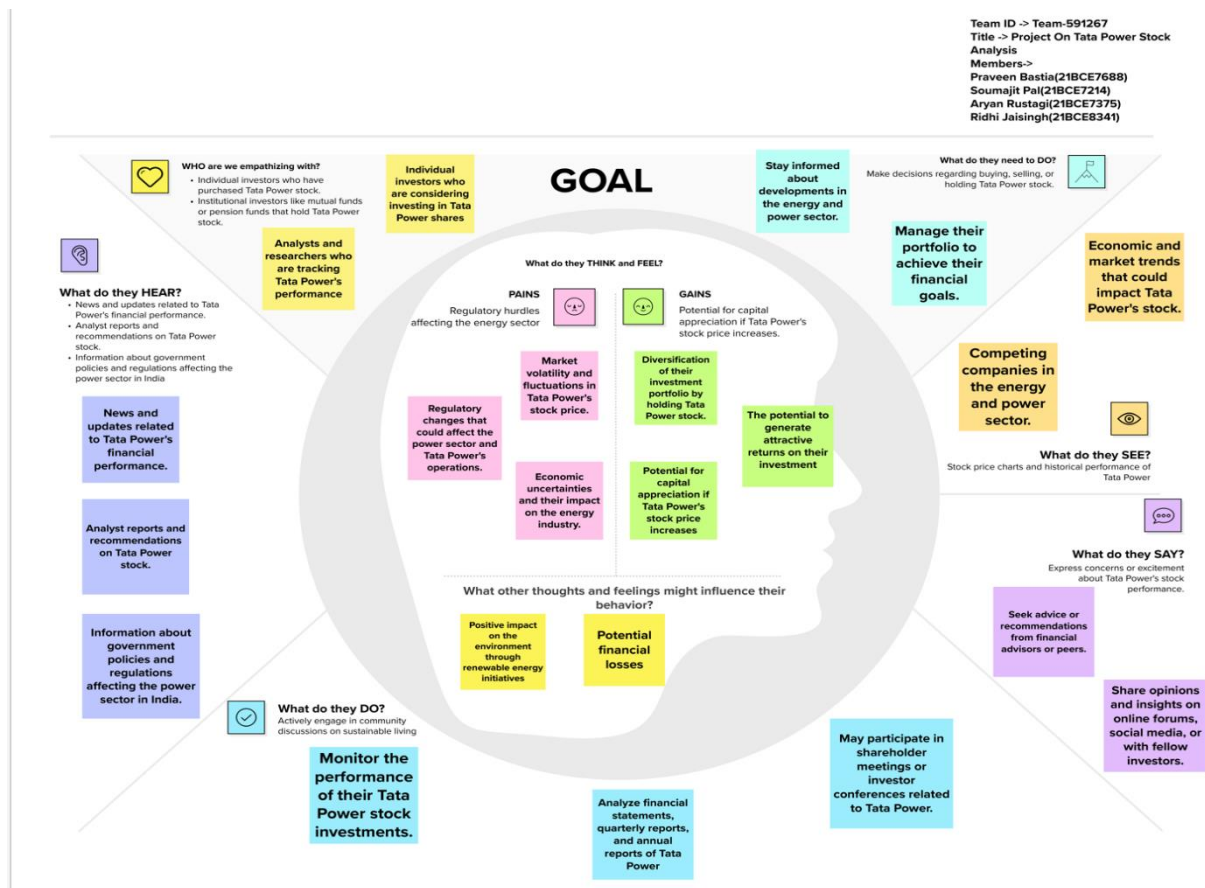 Team ID -> Team-591267
Title -> Project On Tata Power Stock
Analysis
Members->
Praveen Bastia(21BCE7688)
Soumajit Pal(21BCE7214)
Aryan Rustagi(21BCE7375)
Ridhi Jaisingh(21BCE8341)
WHO are we empathizing with?
• Individual investors who have
purchased Tata Power stock.
• Institutional investors like mutual funds
or pension funds that hold Tata Power
stock.
Individual
investors who
are considering
investing in Tata
Power shares
Analysts and
researchers who
are tracking
Tata Power's
performance
GOAL
Stay informed
about
developments in
the energy and
power sector.
What do they need to DO?
Make decisions regarding buying, selling, or
holding Tata Power stock.
Manage their
portfolio to
achieve their
financial
goals.
Economic and
market trends
that could
impact Tata
Power's stock.
Competing
companies in
the energy
and power
sector.
What do they SEE?
Stock price charts and historical performance of
Tata Power
What do they HEAR?
• News and updates related to Tata
Power's financial performance.
• Analyst reports and
recommendations on Tata Power
stock.
• Information about government
policies and regulations affecting the
power sector in India
News and
updates related
to Tata Power's
financial
performance.
Analyst reports and
recommendations
on Tata Power
stock.
Information about
government
policies and
regulations
affecting the power
sector in India.
What do they THINK and FEEL?
PAINS
Regulatory hurdles
affecting the energy sector
Market
volatility and
fluctuations in
Tata Power's
stock price.
Regulatory
changes that
could affect the
power sector and
Tata Power's
operations.
Economic
uncertainties
and their impact
on the energy
industry.
GAINS
Potential for capital
appreciation if Tata Power's
stock price increases.
Diversification
of their
investment
portfolio by
holding Tata
Power stock.
The potential to
generate
attractive
returns on their
investment
Potential for
capital
appreciation if
Tata Power's
stock price
increases
What other thoughts and feelings might influence their
behavior?
Positive impact
on the
environment
through
renewable energy
initiatives
Potential
financial
losses
What do they SAY?
Express concerns or excitement
about Tata Power's stock
performance.
Seek advice or
recommendations
from financial
advisors or peers.
Share opinions
and insights on
online forums,
social media, or
with fellow
investors.
What do they DO?
Actively engage in community
discussions on sustainable living
Monitor the
performance
of their Tata
Power stock
investments.
Analyze financial
statements,
quarterly reports,
and annual
reports of Tata
Power
May participate in
shareholder
meetings or
investor
conferences related
to Tata Power.